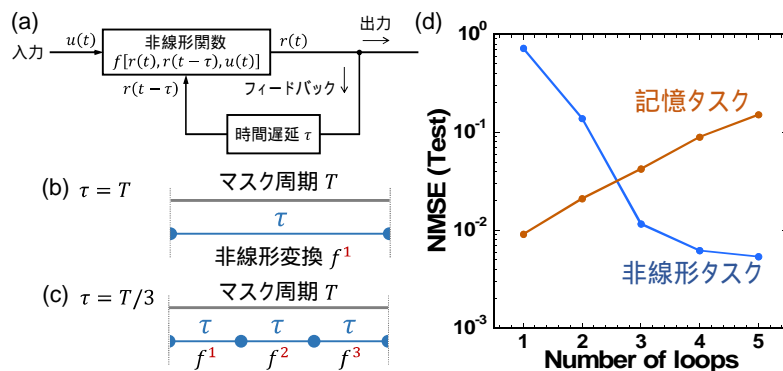 (a)
入力
u(t)
非線形関数
f[r(t), r(t − τ), u(t)]
r(t)
出力
r(t − τ)
フィードバック
時間遅延 τ
(b) τ = T
マスク周期 T
τ
非線形変換 f¹
(c) τ = T/3
マスク周期 T
τ τ τ
f¹ f² f³
(d)
NMSE (Test)
10⁰
10⁻¹
10⁻²
10⁻³
記憶タスク
非線形タスク
1 2 3 4 5
Number of loops